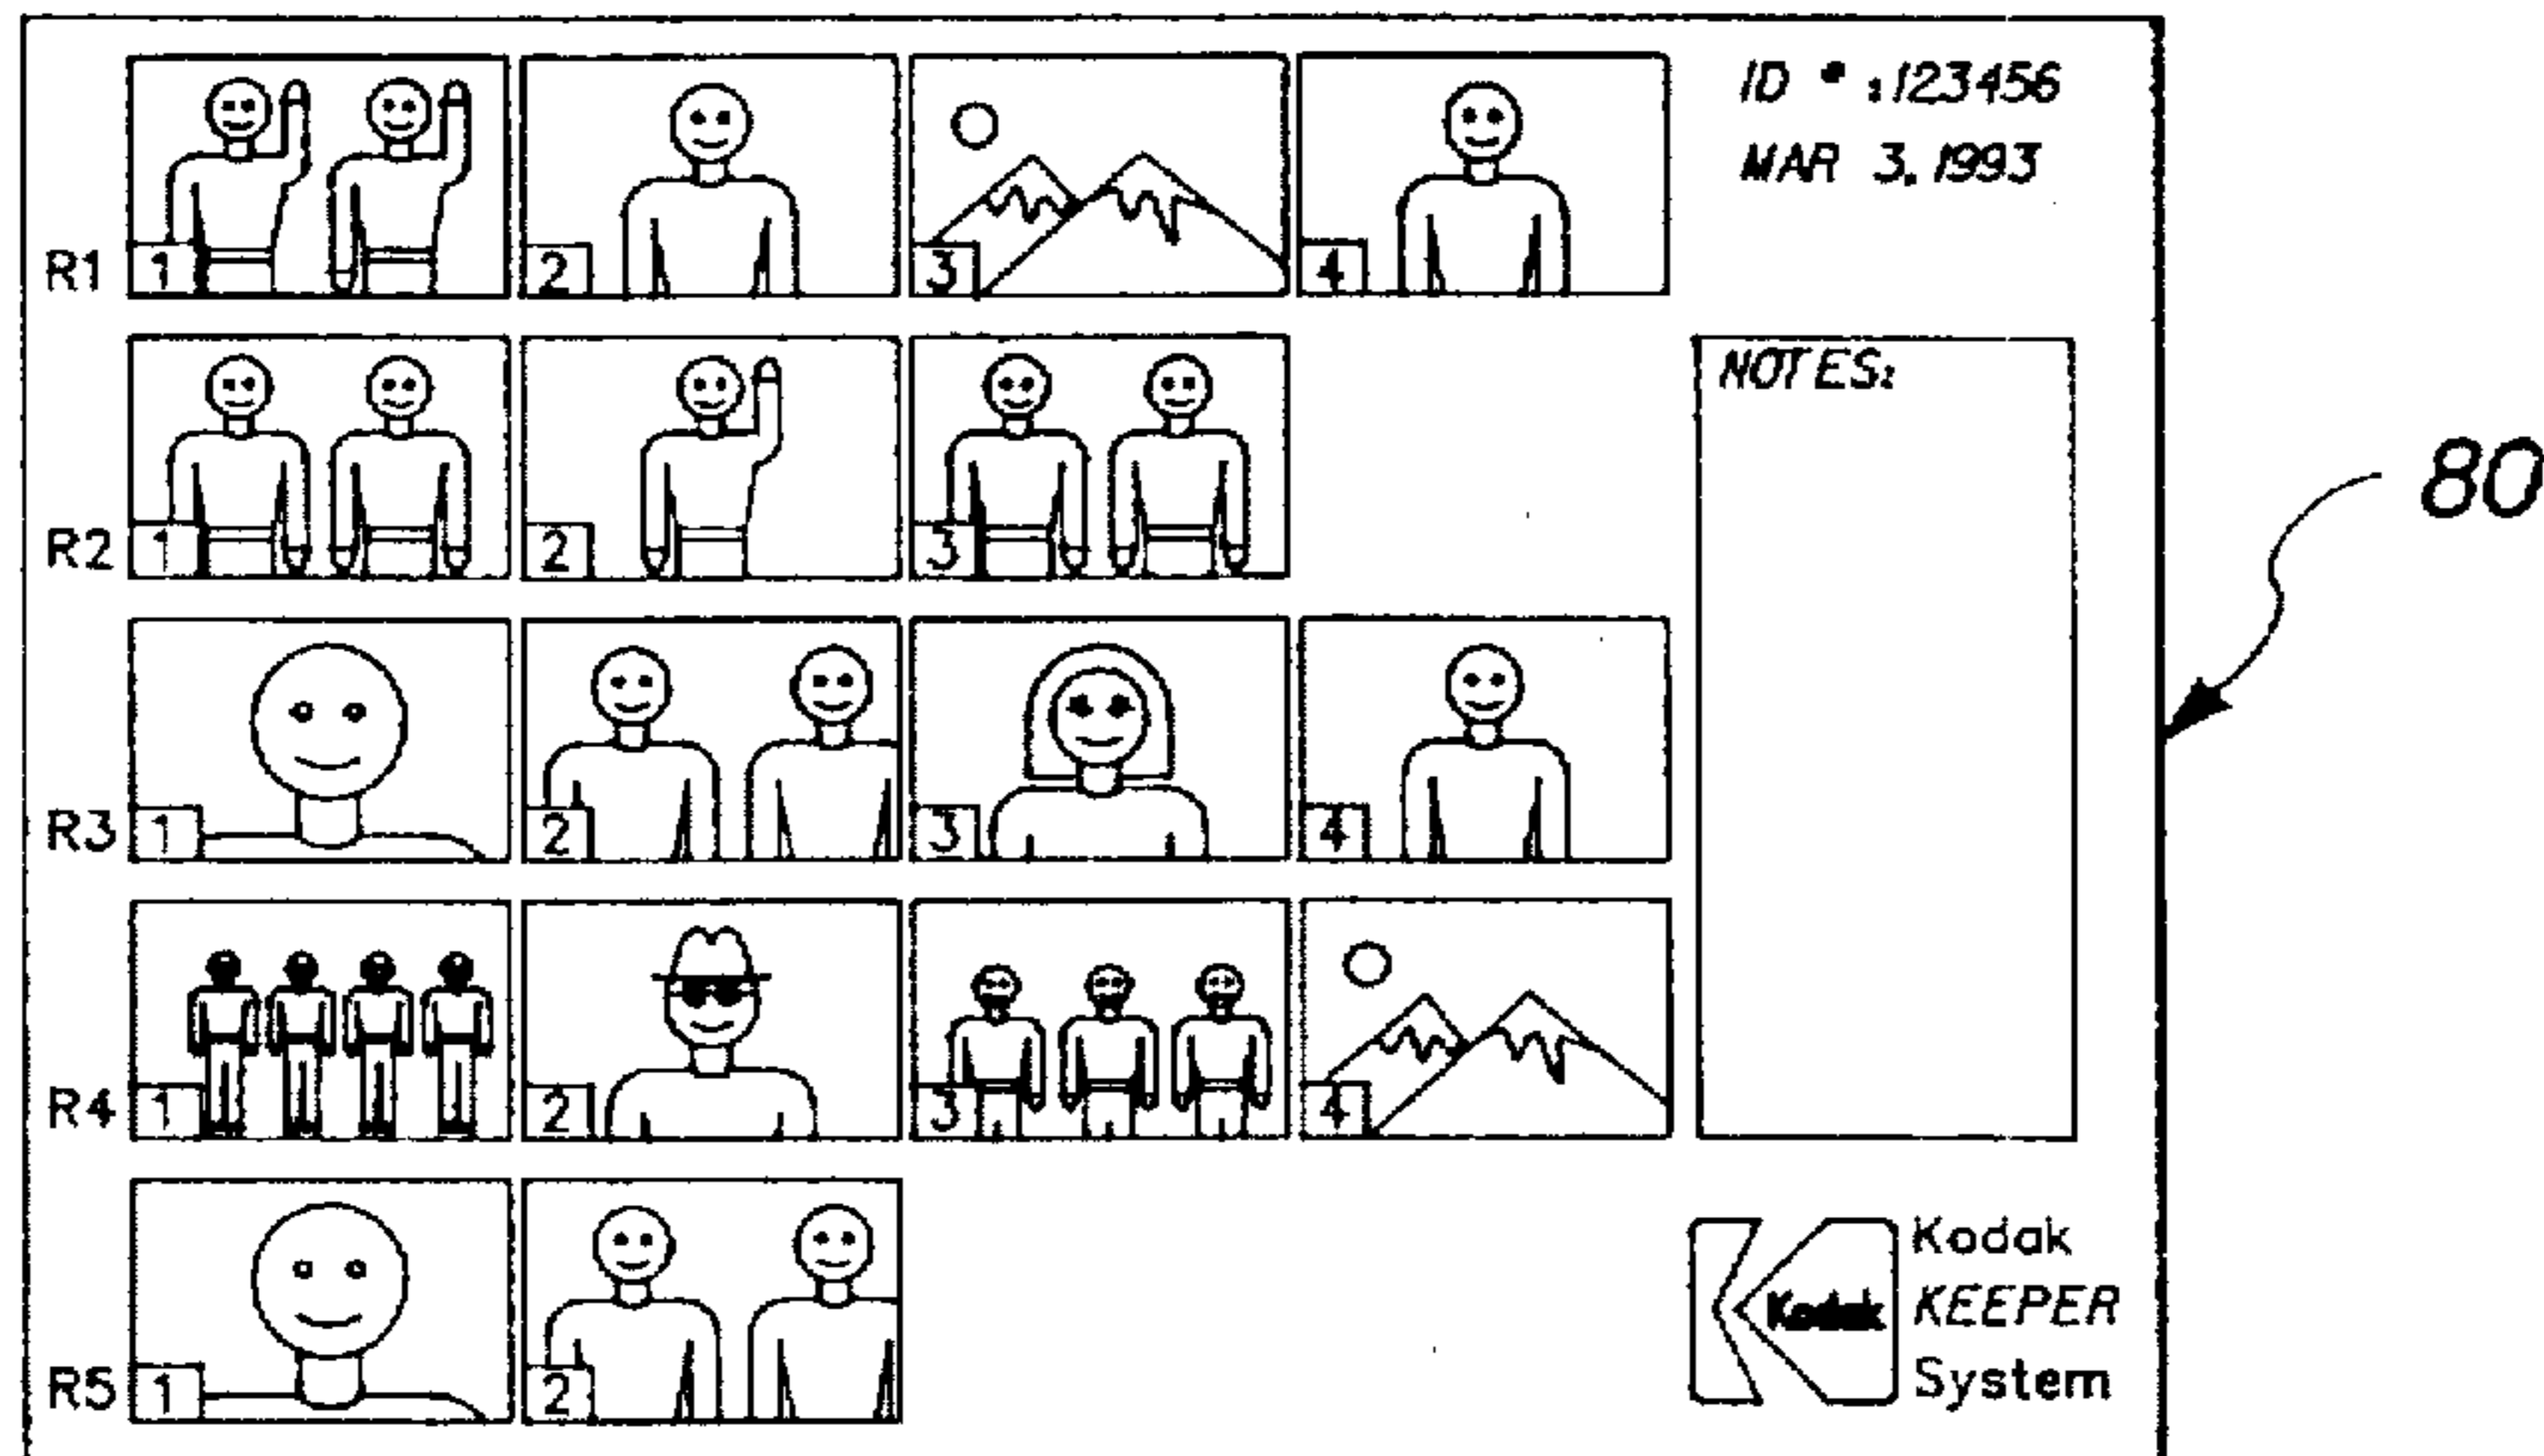 ID # :123456
MAR 3, 1993
R1 1 2 3 4
R2 1 2 3
NOTES:
80
R3 1 2 3 4
R4 1 2 3 4
R5 1 2
Kodak
Kodak
KEEPER
System